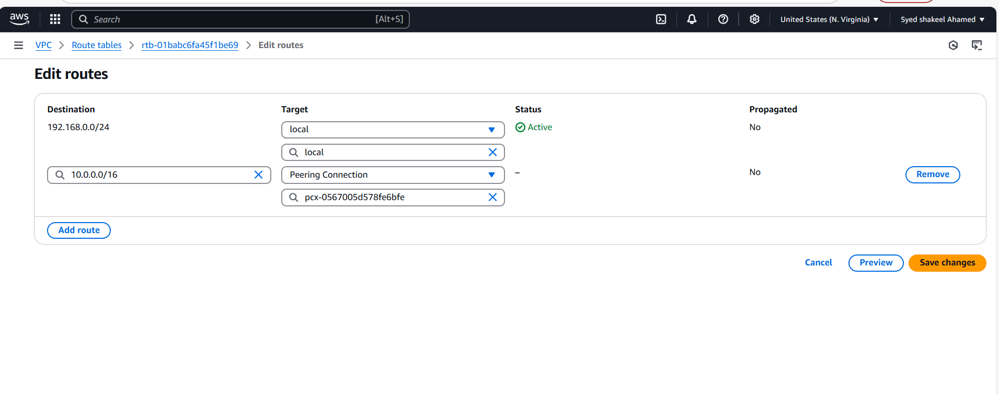 aws Search [Alt+S] United States (N. Virginia) Syed shakeel Ahamed
VPC Route tables rtb-01babc6fa45f1be69 Edit routes
Edit routes
Destination Target Status Propagated
192.168.0.0/24 local Active No
local
10.0.0.0/16 Peering Connection – No Remove
pcx-0567005d578fe6bfe
Add route
Cancel Preview Save changes